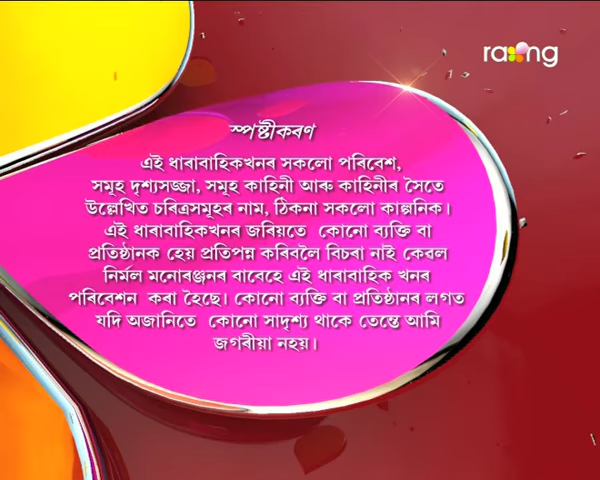 rang
স্পষ্টীকৰণ
এই ধাৰাবাহিকখনৰ সকলো পৰিবেশ,
সমূহ দৃশ্যসজ্জা, সমূহ কাহিনী আৰু কাহিনীৰ সৈতে
উল্লেখিত চৰিত্ৰসমূহৰ নাম, ঠিকনা সকলো কাল্পনিক।
এই ধাৰাবাহিকখনৰ জৰিয়তে কোনো ব্যক্তি বা
প্ৰতিষ্ঠানক হেয় প্ৰতিপন্ন কৰিবলৈ বিচৰা নাই কেৱল
নিৰ্মল মনোৰঞ্জনৰ বাবেহে এই ধাৰাবাহিক খনৰ
পৰিবেশন কৰা হৈছে। কোনো ব্যক্তি বা প্ৰতিষ্ঠানৰ লগত
যদি অজানিতে কোনো সাদৃশ্য থাকে তেন্তে আমি
জগৰীয়া নহয়।